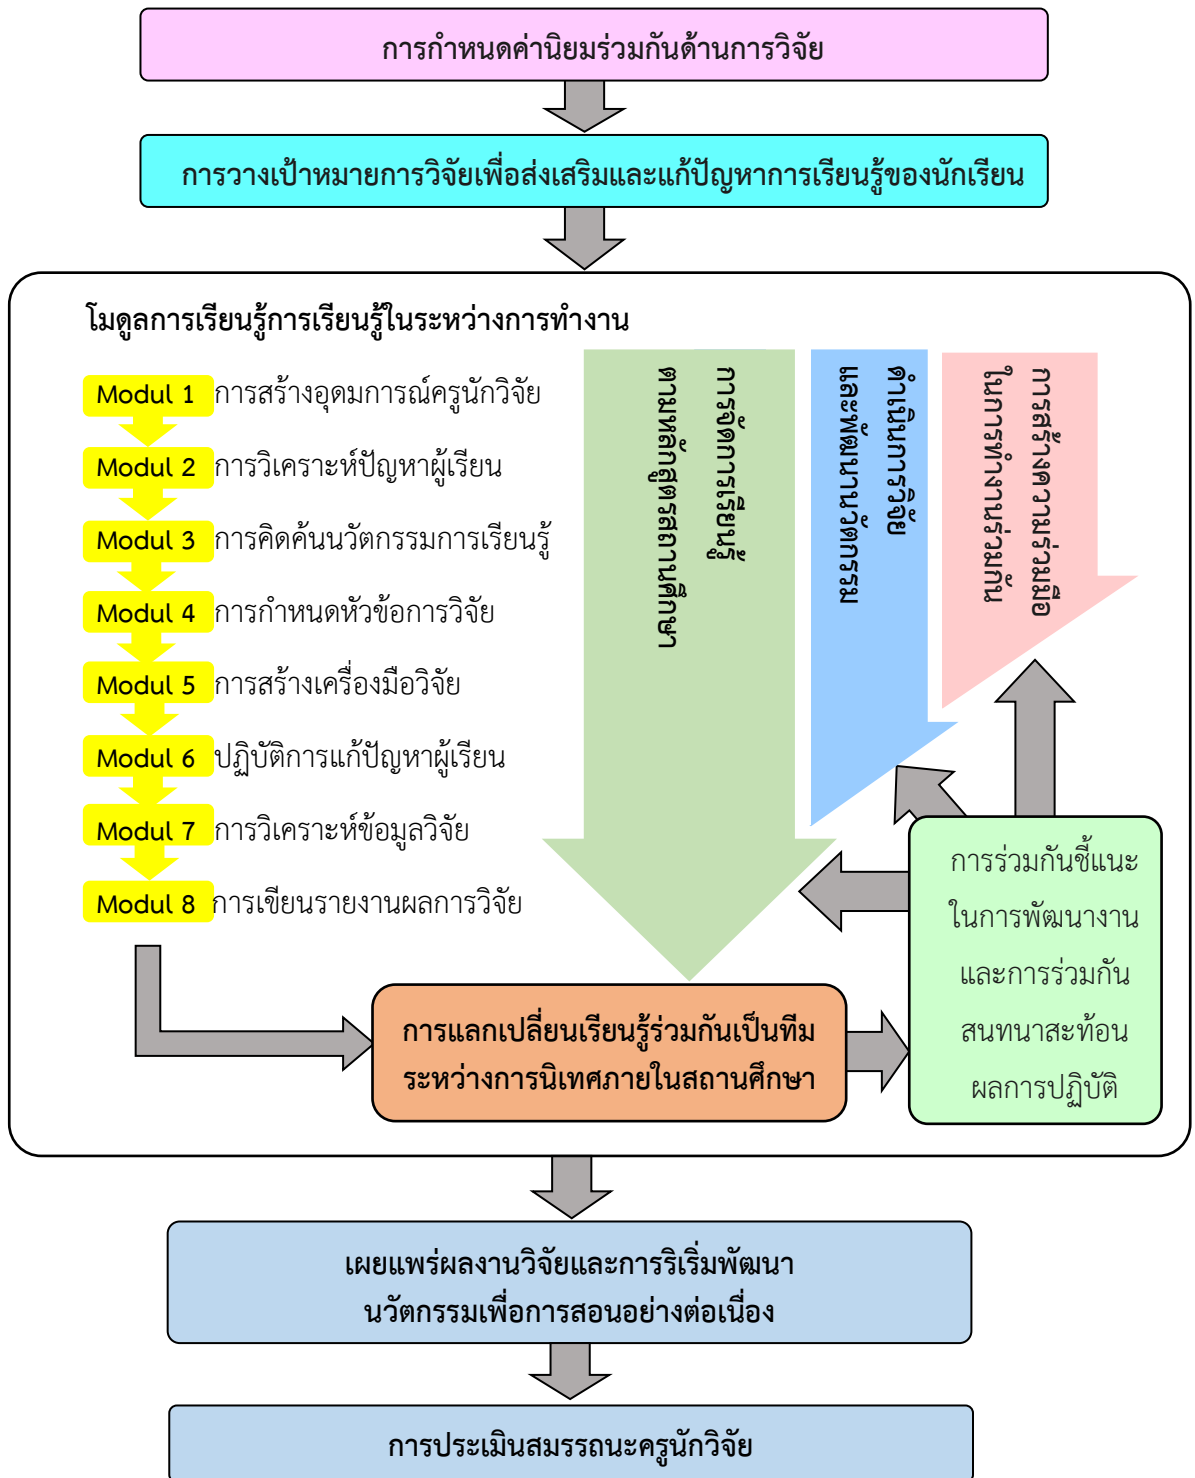 การกำหนดค่านิยมร่วมกันด้านการวิจัย
การวางเป้าหมายการวิจัยเพื่อส่งเสริมและแก้ปัญหาการเรียนรู้ของนักเรียน
โมดูลการเรียนรู้การเรียนรู้ในระหว่างการทำงาน
Modul 1 การสร้างอุดมการณ์ครูนักวิจัย
Modul 2 การวิเคราะห์ปัญหาผู้เรียน
Modul 3 การคิดค้นนวัตกรรมการเรียนรู้
Modul 4 การกำหนดหัวข้อการวิจัย
Modul 5 การสร้างเครื่องมือวิจัย
Modul 6 ปฏิบัติการแก้ปัญหาผู้เรียน
Modul 7 การวิเคราะห์ข้อมูลวิจัย
Modul 8 การเขียนรายงานผลการวิจัย
การจัดการเรียนรู้
ตามหลักสูตรสถานศึกษา
ดำเนินการวิจัย
และพัฒนานวัตกรรม
การสร้างความร่วมมือ
ในการทำงานร่วมกัน
การแลกเปลี่ยนเรียนรู้ร่วมกันเป็นทีม
ระหว่างการนิเทศภายในสถานศึกษา
การร่วมกันชี้แนะ
ในการพัฒนางาน
และการร่วมกัน
สนทนาสะท้อน
ผลการปฏิบัติ
เผยแพร่ผลงานวิจัยและการริเริ่มพัฒนา
นวัตกรรมเพื่อการสอนอย่างต่อเนื่อง
การประเมินสมรรถนะครูนักวิจัย